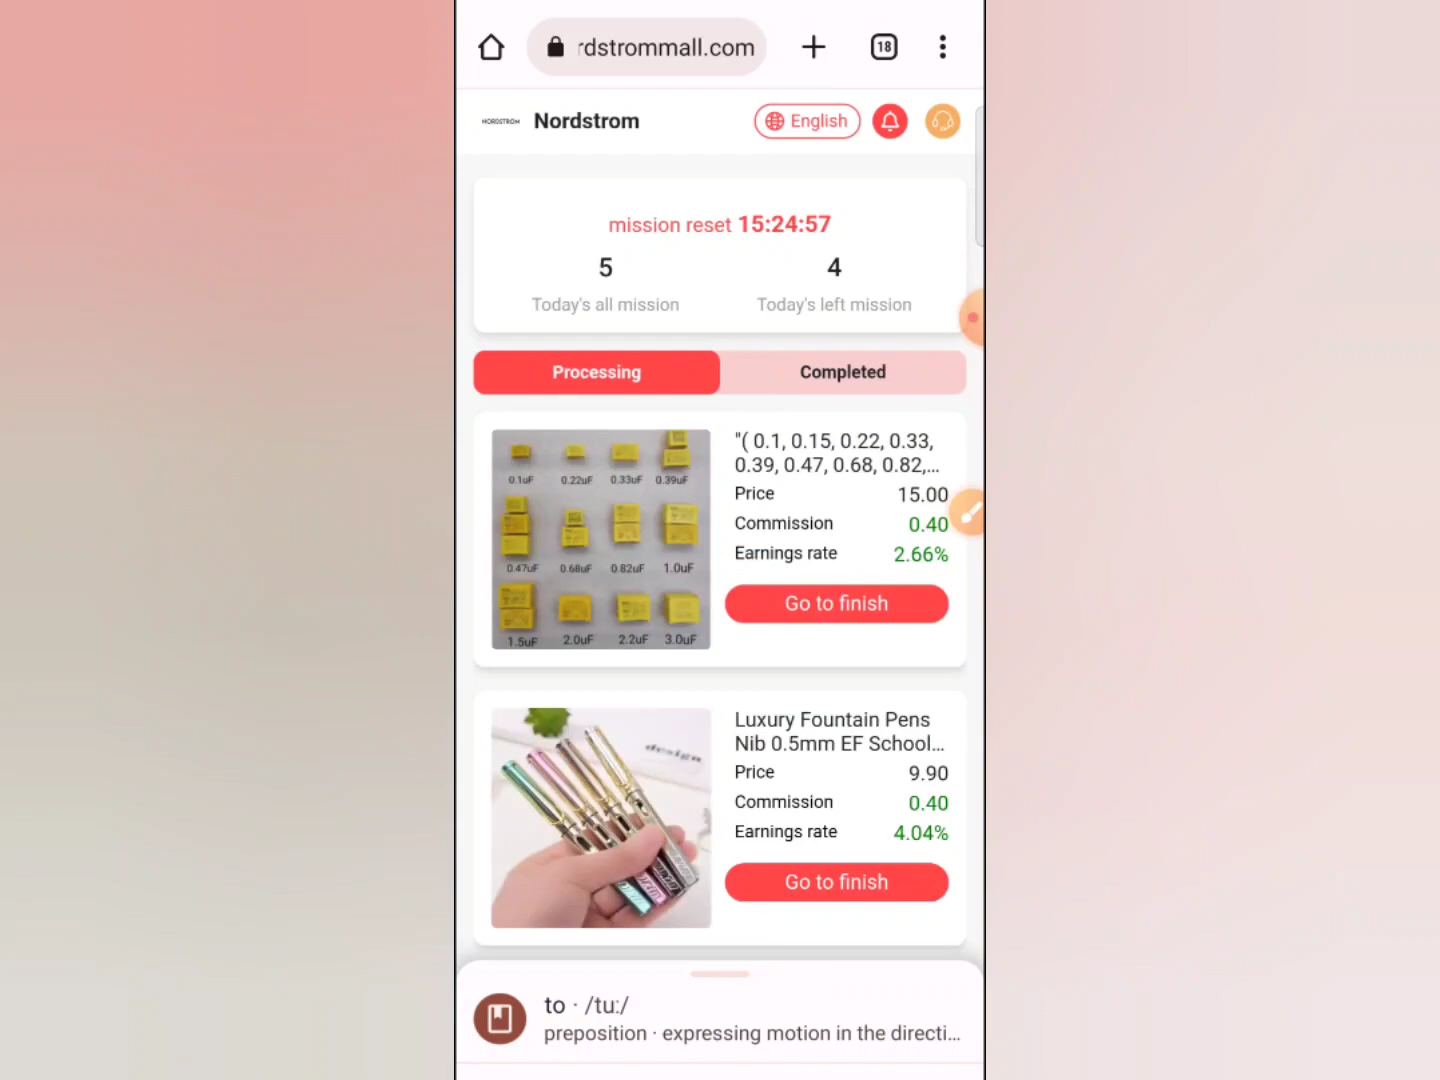 rdstrommall.com
18
NORDSTROM
Nordstrom
English
mission reset 15:24:57
5
4
Today's all mission
Today's left mission
Processing
Completed
"( 0.1, 0.15, 0.22, 0.33,
0.39, 0.47, 0.68, 0.82,...
Price
15.00
Commission
0.40
Earnings rate
2.66%
Go to finish
0.1uF
0.22uF
0.33uF
0.39uF
0.47uF
0.68uF
0.82uF
1.0uF
1.5uF
2.0uF
2.2uF
3.0uF
Luxury Fountain Pens
Nib 0.5mm EF School...
Price
9.90
Commission
0.40
Earnings rate
4.04%
Go to finish
design
to · /tuː/
preposition · expressing motion in the directi...